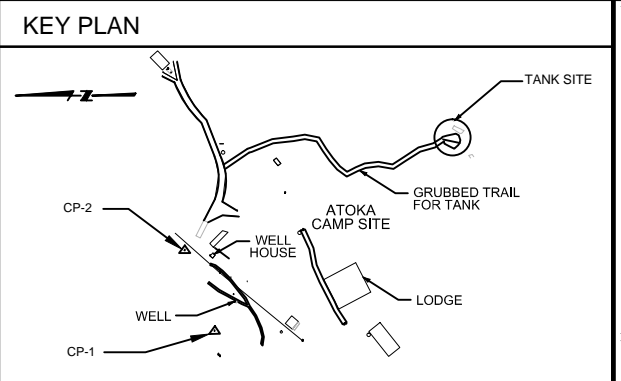 KEY PLAN
TANK SITE
Z
GRUBBED TRAIL
FOR TANK
CP-2
ATOKA
CAMP SITE
WELL
HOUSE
LODGE
WELL
CP-1